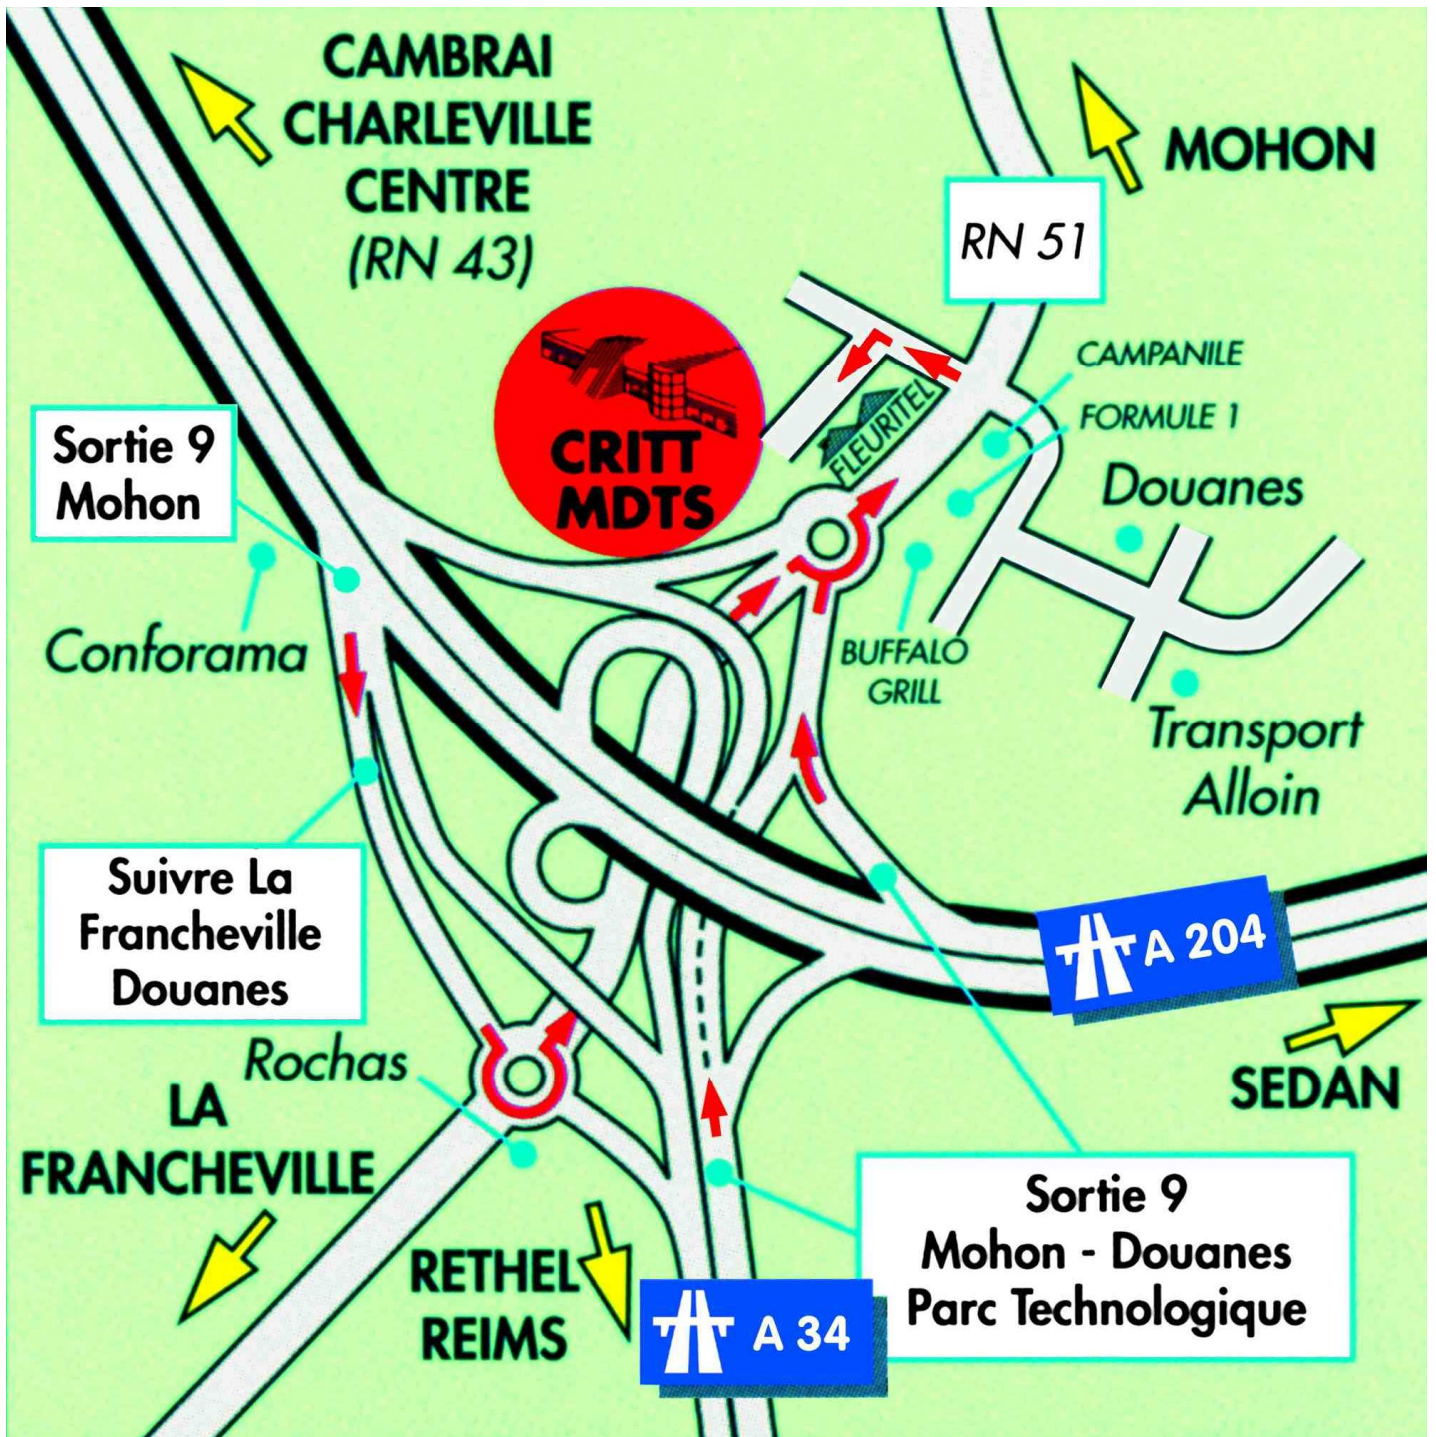 CAMBRAI
CHARLEVILLE
CENTRE
(RN 43)
MOHON
RN 51
CAMPANILE
FORMULE 1
Douanes
FLEURITEL
CRITT
MDTS
Sortie 9
Mohon
Conforama
BUFFALO
GRILL
Transport
Alloin
Suivre La
Francheville
Douanes
A 204
SEDAN
Rochas
LA
FRANCHEVILLE
RETHEL
REIMS
A 34
Sortie 9
Mohon - Douanes
Parc Technologique